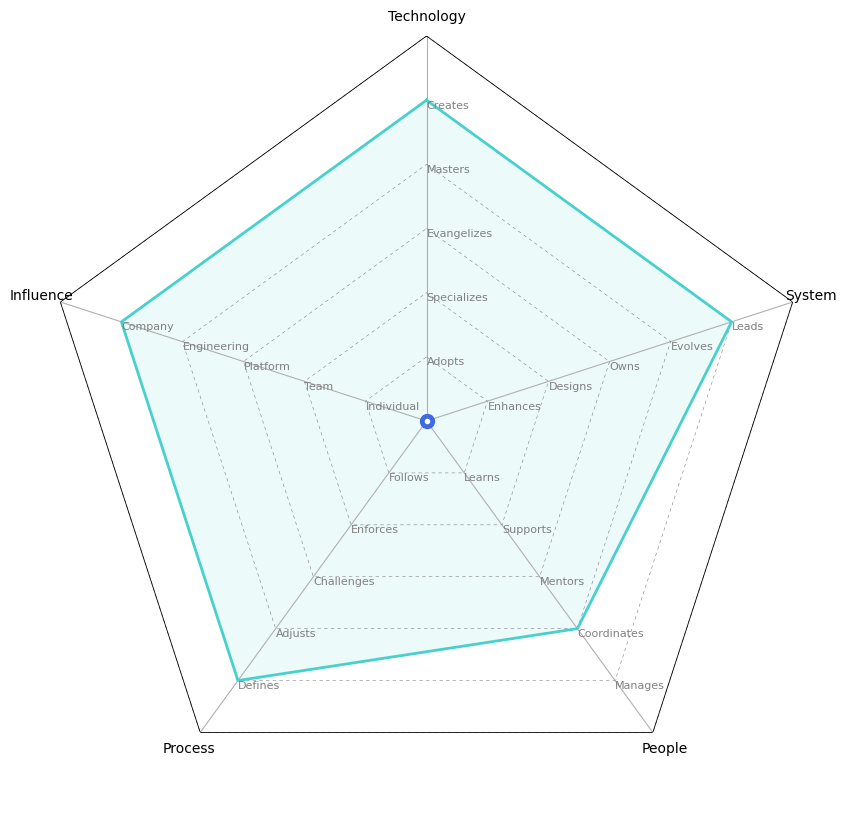 Technology
Creates
Masters
Evangelizes
Specializes
Adopts
Influence
Company
Engineering
Platform
Team
Individual
System
Leads
Evolves
Owns
Designs
Enhances
Follows
Enforces
Challenges
Adjusts
Defines
Process
Learns
Supports
Mentors
Coordinates
Manages
People